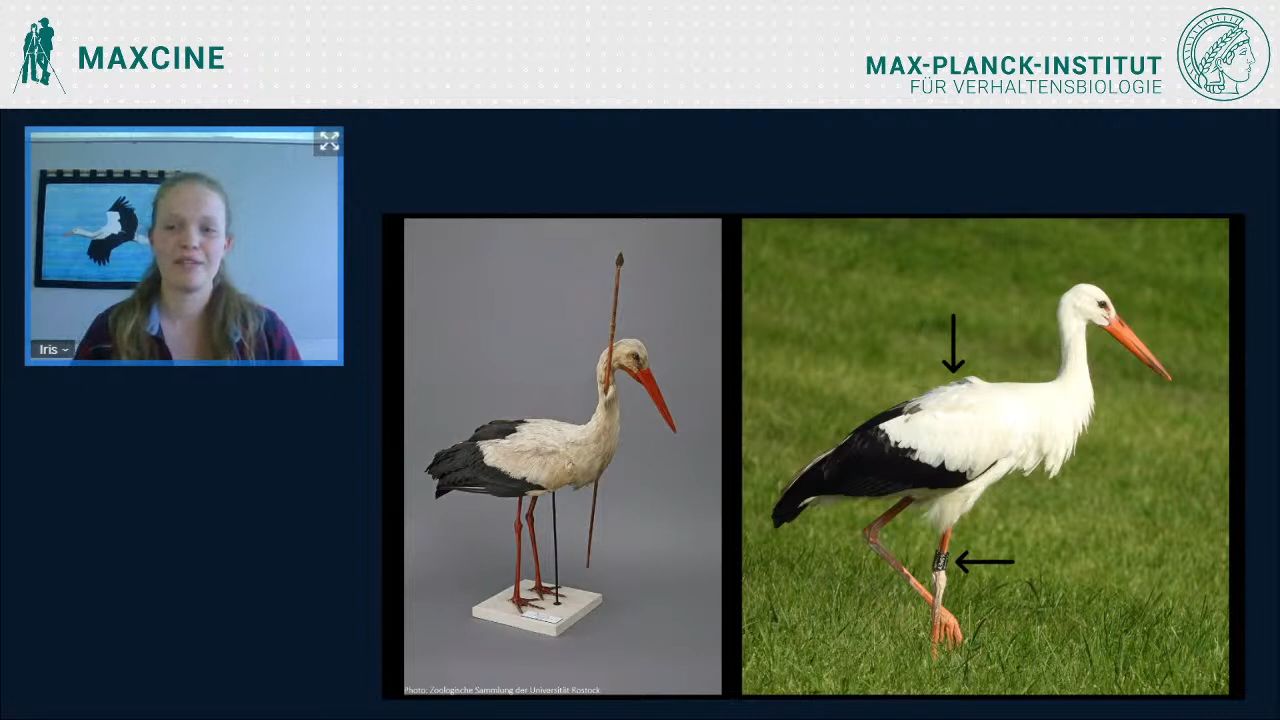 MAXCINE
MAX-PLANCK-INSTITUT
FÜR VERHALTENSBIOLOGIE
Iris
Photo: Zoologische Sammlung der Universität Rostock